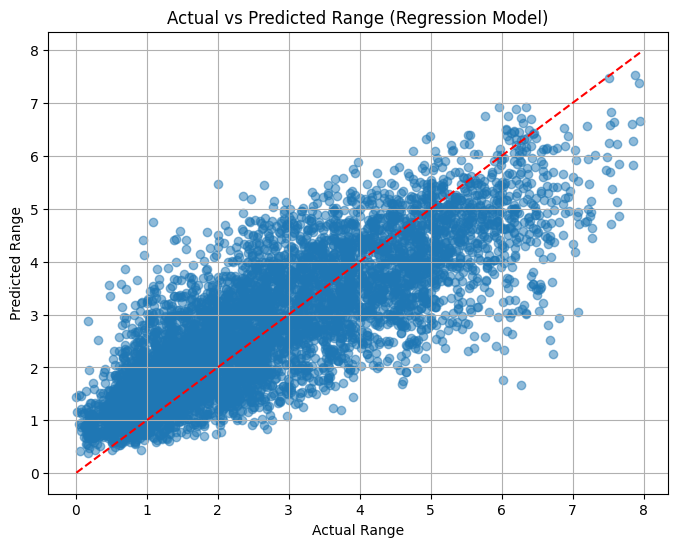 Actual vs Predicted Range (Regression Model)
8
7
6
5
4
3
2
1
0
Predicted Range
0 1 2 3 4 5 6 7 8
Actual Range